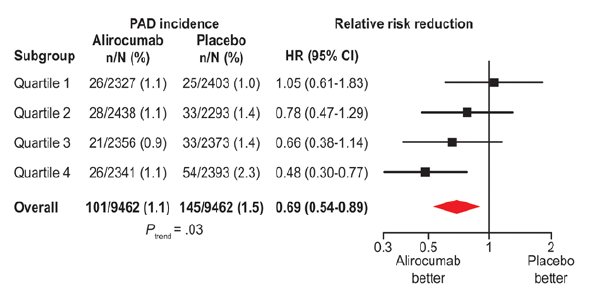 PAD incidence Relative risk reduction
Alirocumab Placebo
Subgroup n/N (%) n/N (%) HR (95% CI)
Quartile 1 26/2327 (1.1) 25/2403 (1.0) 1.05 (0.61-1.83)
Quartile 2 28/2438 (1.1) 33/2293 (1.4) 0.78 (0.47-1.29)
Quartile 3 21/2356 (0.9) 33/2373 (1.4) 0.66 (0.38-1.14)
Quartile 4 26/2341 (1.1) 54/2393 (2.3) 0.48 (0.30-0.77)
Overall 101/9462 (1.1) 145/9462 (1.5) 0.69 (0.54-0.89)
Ptrend = .03
0.3 0.5 1 2
Alirocumab Placebo
better better